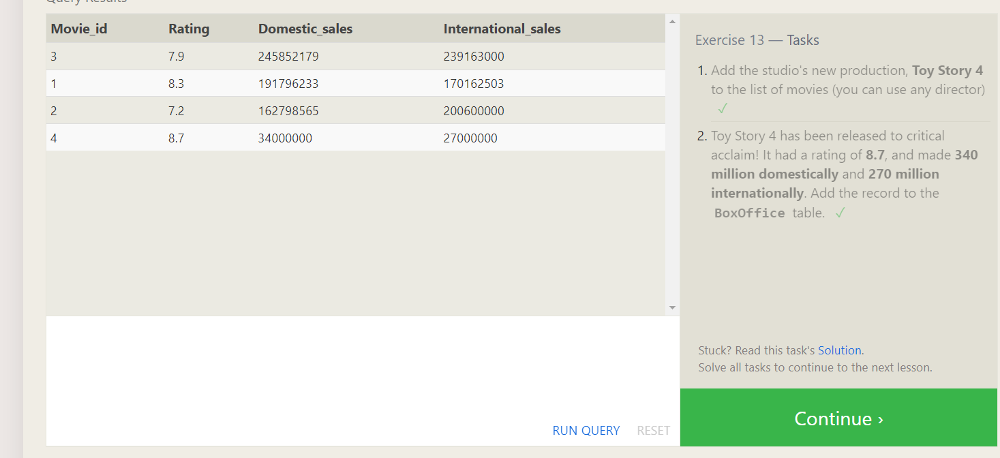 Query Results
Movie_id Rating Domestic_sales International_sales
3 7.9 245852179 239163000
1 8.3 191796233 170162503
2 7.2 162798565 200600000
4 8.7 34000000 27000000
RUN QUERY RESET
Exercise 13 — Tasks
1. Add the studio's new production, Toy Story 4
to the list of movies (you can use any director)
✓
2. Toy Story 4 has been released to critical
acclaim! It had a rating of 8.7, and made 340
million domestically and 270 million
internationally. Add the record to the
BoxOffice table. ✓
Stuck? Read this task's Solution.
Solve all tasks to continue to the next lesson.
Continue ›